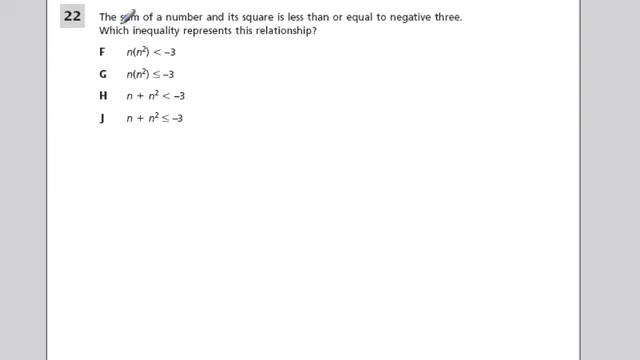 22 The sum of a number and its square is less than or equal to negative three.
Which inequality represents this relationship?
F n(n²) < –3
G n(n²) ≤ –3
H n + n² < –3
J n + n² ≤ –3